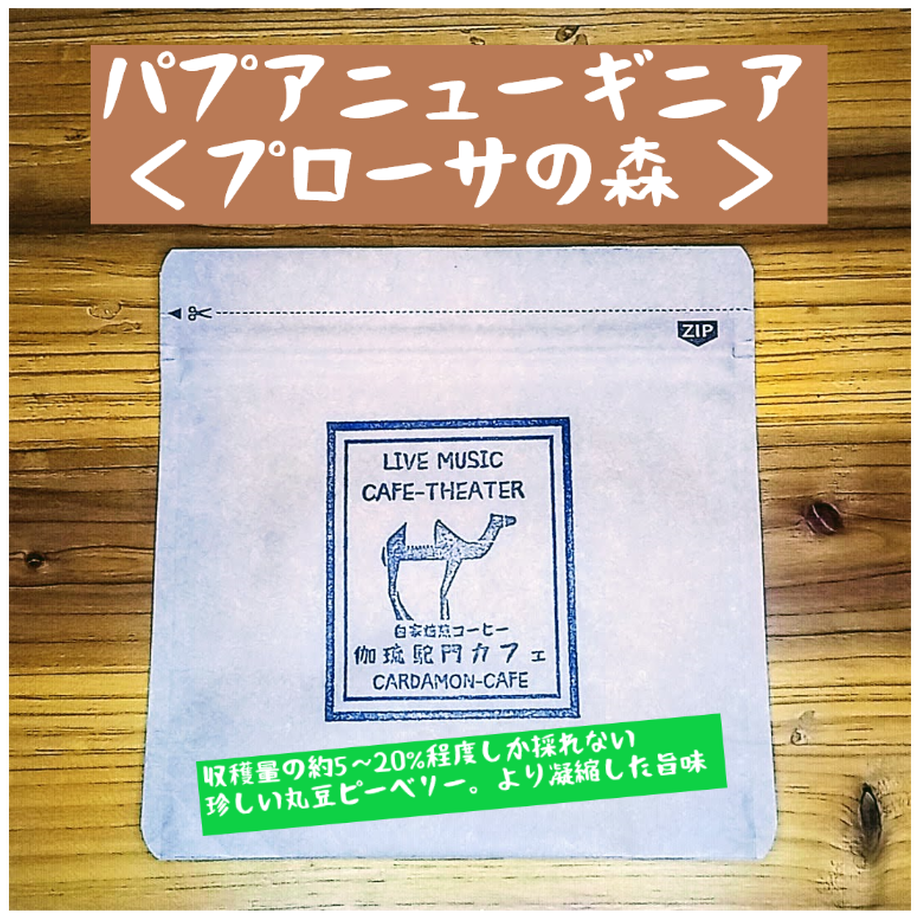 パプアニューギニア
＜プローサの森＞
ZIP
LIVE MUSIC
CAFE-THEATER
自家焙煎コーヒー
伽琉駝門カフェ
CARDAMON-CAFE
収穫量の約5～20%程度しか採れない
珍しい丸豆ピーベリー。より凝縮した旨味